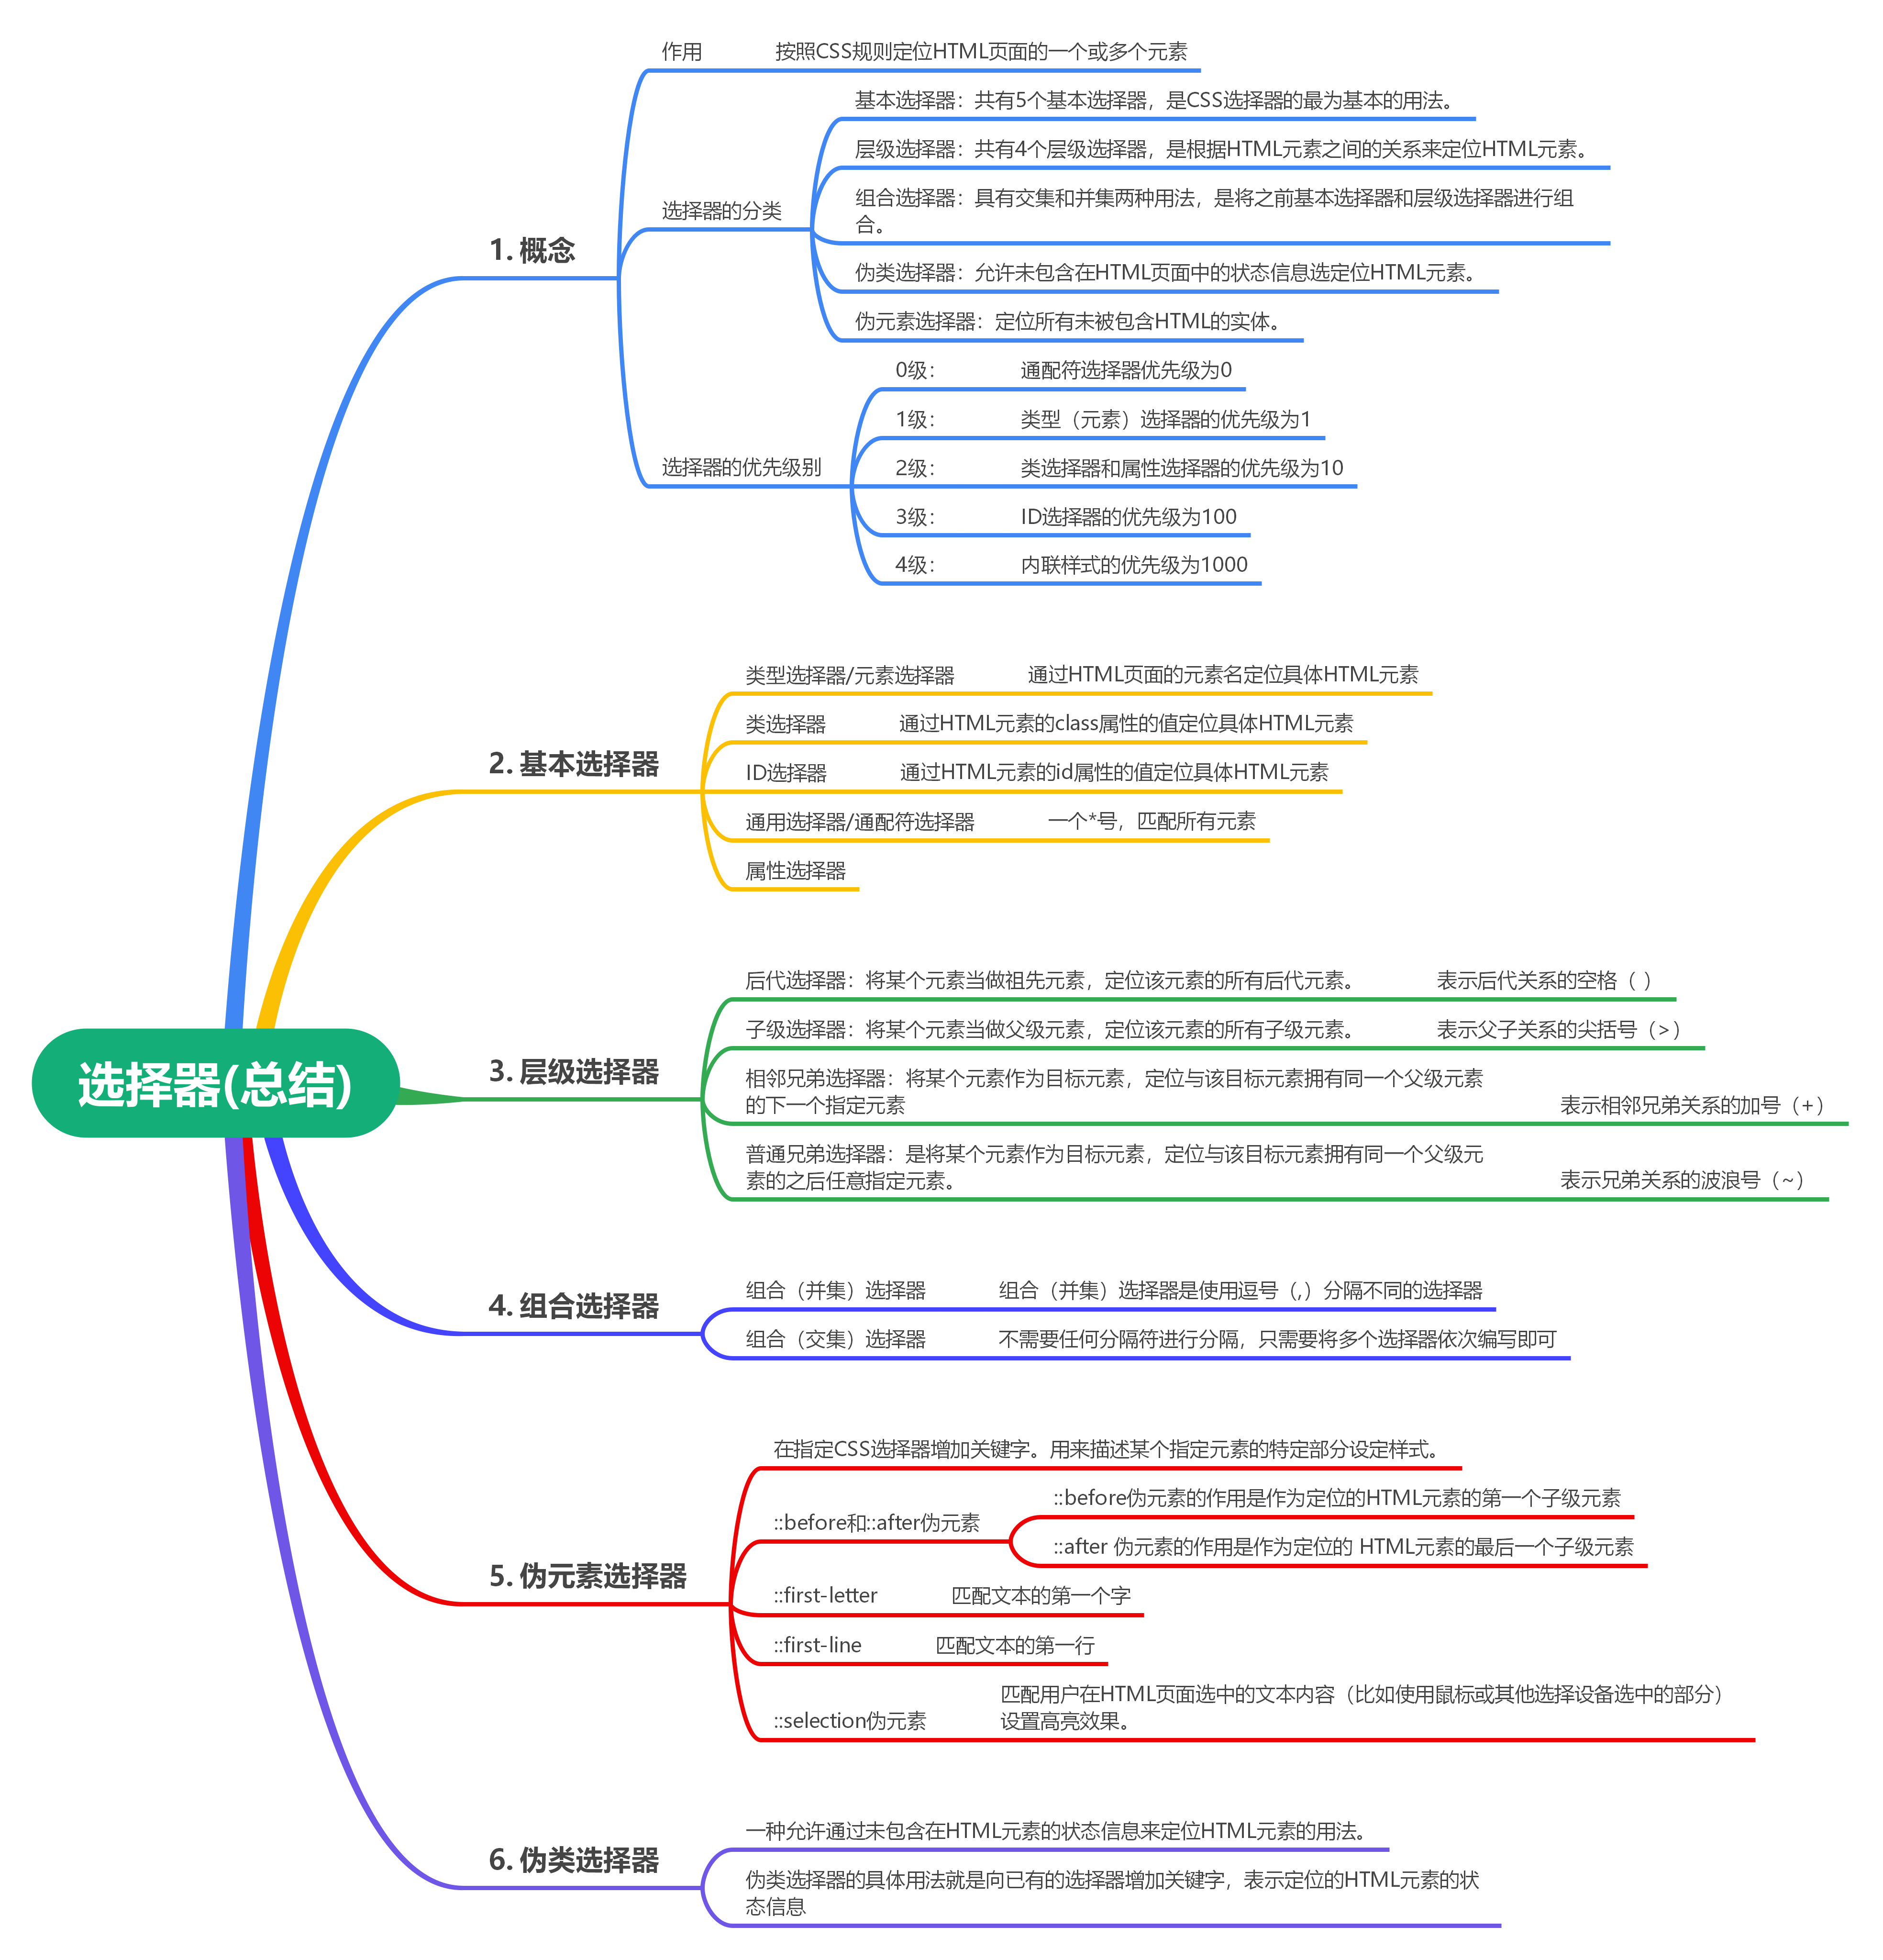 选择器(总结)
1. 概念
作用
按照CSS规则定位HTML页面的一个或多个元素
选择器的分类
基本选择器：共有5个基本选择器，是CSS选择器的最为基本的用法。
层级选择器：共有4个层级选择器，是根据HTML元素之间的关系来定位HTML元素。
组合选择器：具有交集和并集两种用法，是将之前基本选择器和层级选择器进行组
合。
伪类选择器：允许未包含在HTML页面中的状态信息选定位HTML元素。
伪元素选择器：定位所有未被包含HTML的实体。
选择器的优先级别
0级：
通配符选择器优先级为0
1级：
类型（元素）选择器的优先级为1
2级：
类选择器和属性选择器的优先级为10
3级：
ID选择器的优先级为100
4级：
内联样式的优先级为1000
2. 基本选择器
类型选择器/元素选择器
通过HTML页面的元素名定位具体HTML元素
类选择器
通过HTML元素的class属性的值定位具体HTML元素
ID选择器
通过HTML元素的id属性的值定位具体HTML元素
通用选择器/通配符选择器
一个*号，匹配所有元素
属性选择器
3. 层级选择器
后代选择器：将某个元素当做祖先元素，定位该元素的所有后代元素。
表示后代关系的空格（ ）
子级选择器：将某个元素当做父级元素，定位该元素的所有子级元素。
表示父子关系的尖括号（>）
相邻兄弟选择器：将某个元素作为目标元素，定位与该目标元素拥有同一个父级元素
的下一个指定元素
表示相邻兄弟关系的加号（+）
普通兄弟选择器：是将某个元素作为目标元素，定位与该目标元素拥有同一个父级元
素的之后任意指定元素。
表示兄弟关系的波浪号（~）
4. 组合选择器
组合（并集）选择器
组合（并集）选择器是使用逗号（,）分隔不同的选择器
组合（交集）选择器
不需要任何分隔符进行分隔，只需要将多个选择器依次编写即可
5. 伪元素选择器
在指定CSS选择器增加关键字。用来描述某个指定元素的特定部分设定样式。
::before和::after伪元素
::before伪元素的作用是作为定位的HTML元素的第一个子级元素
::after 伪元素的作用是作为定位的 HTML元素的最后一个子级元素
::first-letter
匹配文本的第一个字
::first-line
匹配文本的第一行
::selection伪元素
匹配用户在HTML页面选中的文本内容（比如使用鼠标或其他选择设备选中的部分）
设置高亮效果。
6. 伪类选择器
一种允许通过未包含在HTML元素的状态信息来定位HTML元素的用法。
伪类选择器的具体用法就是向已有的选择器增加关键字，表示定位的HTML元素的状
态信息